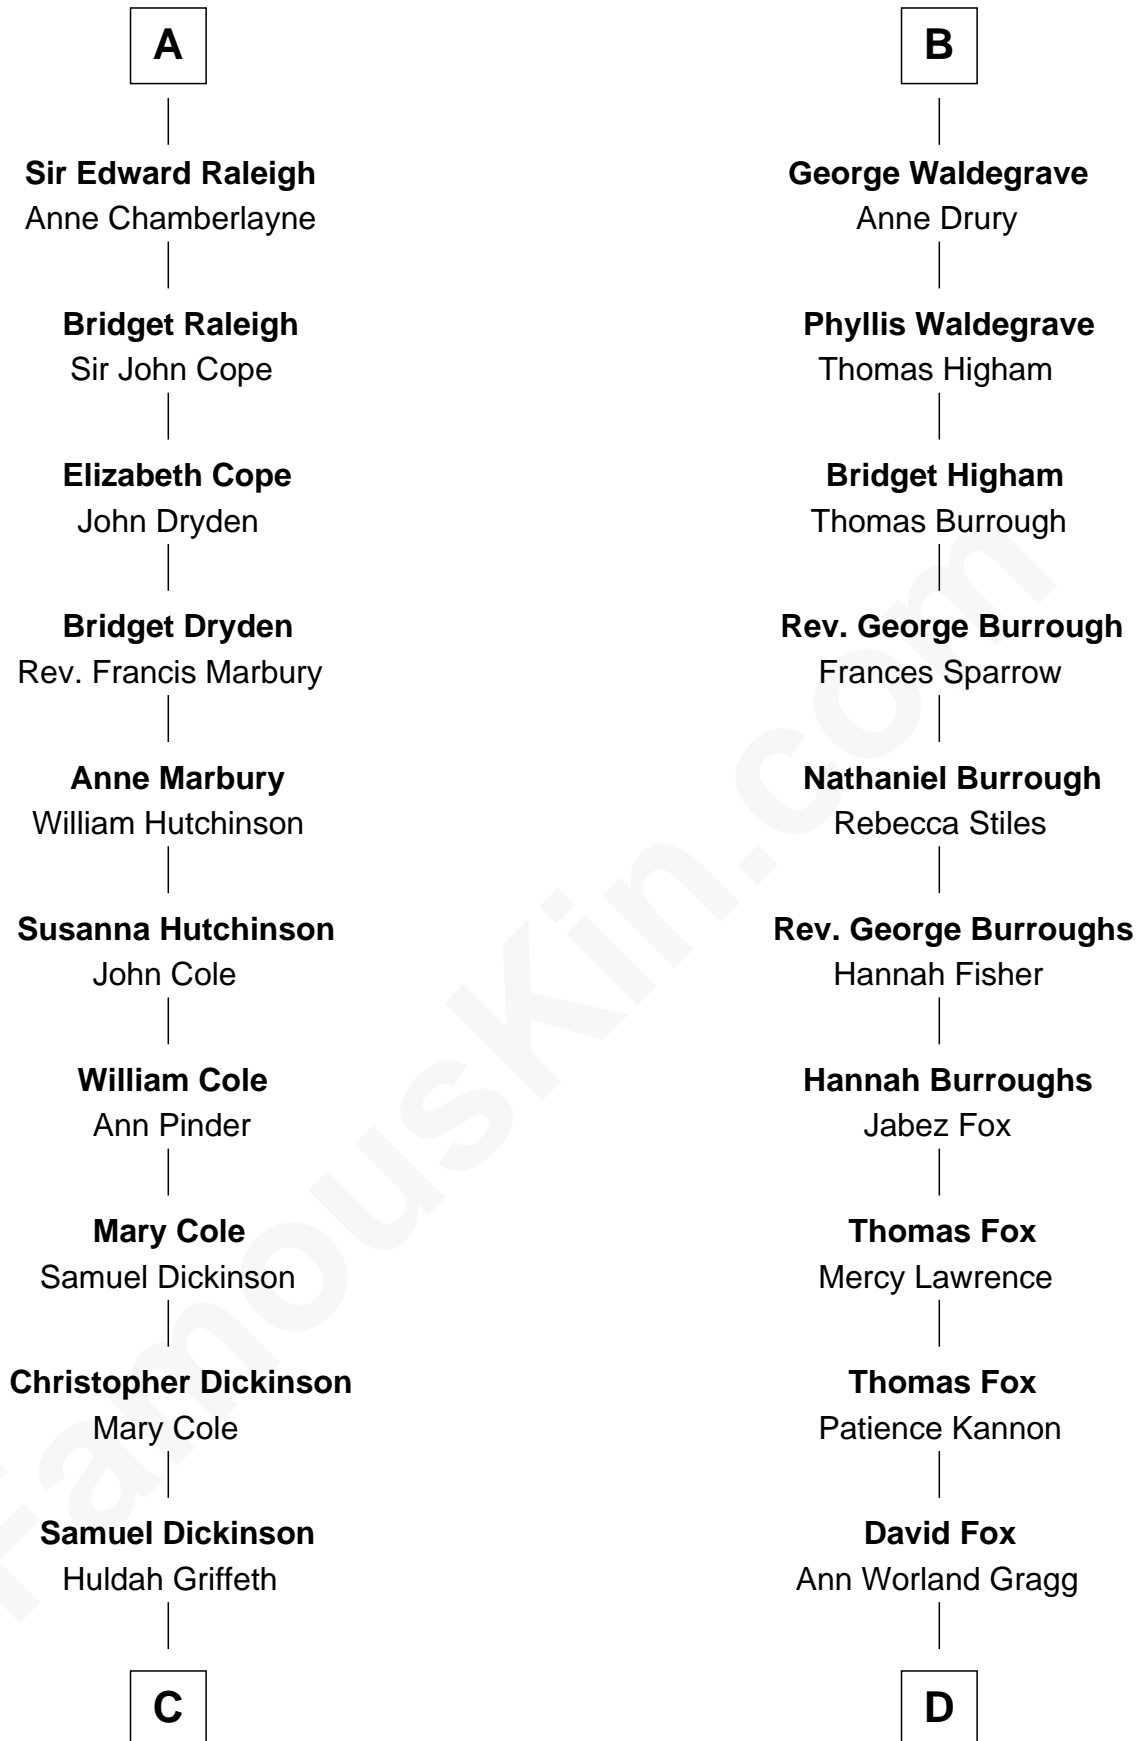 A
Sir Edward Raleigh
Anne Chamberlayne
Bridget Raleigh
Sir John Cope
Elizabeth Cope
John Dryden
Bridget Dryden
Rev. Francis Marbury
Anne Marbury
William Hutchinson
Susanna Hutchinson
John Cole
William Cole
Ann Pinder
Mary Cole
Samuel Dickinson
Christopher Dickinson
Mary Cole
Samuel Dickinson
Huldah Griffeth
C
B
George Waldegrave
Anne Drury
Phyllis Waldegrave
Thomas Higham
Bridget Higham
Thomas Burrough
Rev. George Burrough
Frances Sparrow
Nathaniel Burrough
Rebecca Stiles
Rev. George Burroughs
Hannah Fisher
Hannah Burroughs
Jabez Fox
Thomas Fox
Mercy Lawrence
Thomas Fox
Patience Kannon
David Fox
Ann Worland Gragg
D
FamousKin.com